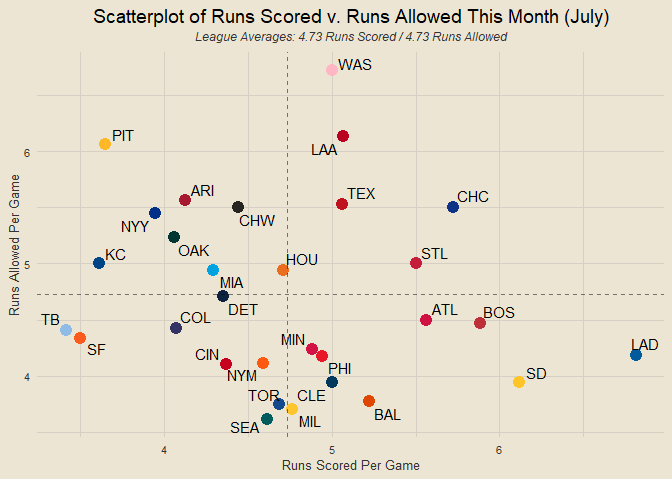 Scatterplot of Runs Scored v. Runs Allowed This Month (July)
League Averages: 4.73 Runs Scored / 4.73 Runs Allowed
WAS
PIT
LAA
ARI
TEX
CHC
NYY
CHW
OAK
KC
HOU
STL
MIA
DET
TB
COL
ATL
BOS
SF
MIN
LAD
CIN
NYM
PHI
SD
TOR
CLE
SEA
MIL
BAL
6
5
4
Runs Allowed Per Game
4
5
6
Runs Scored Per Game